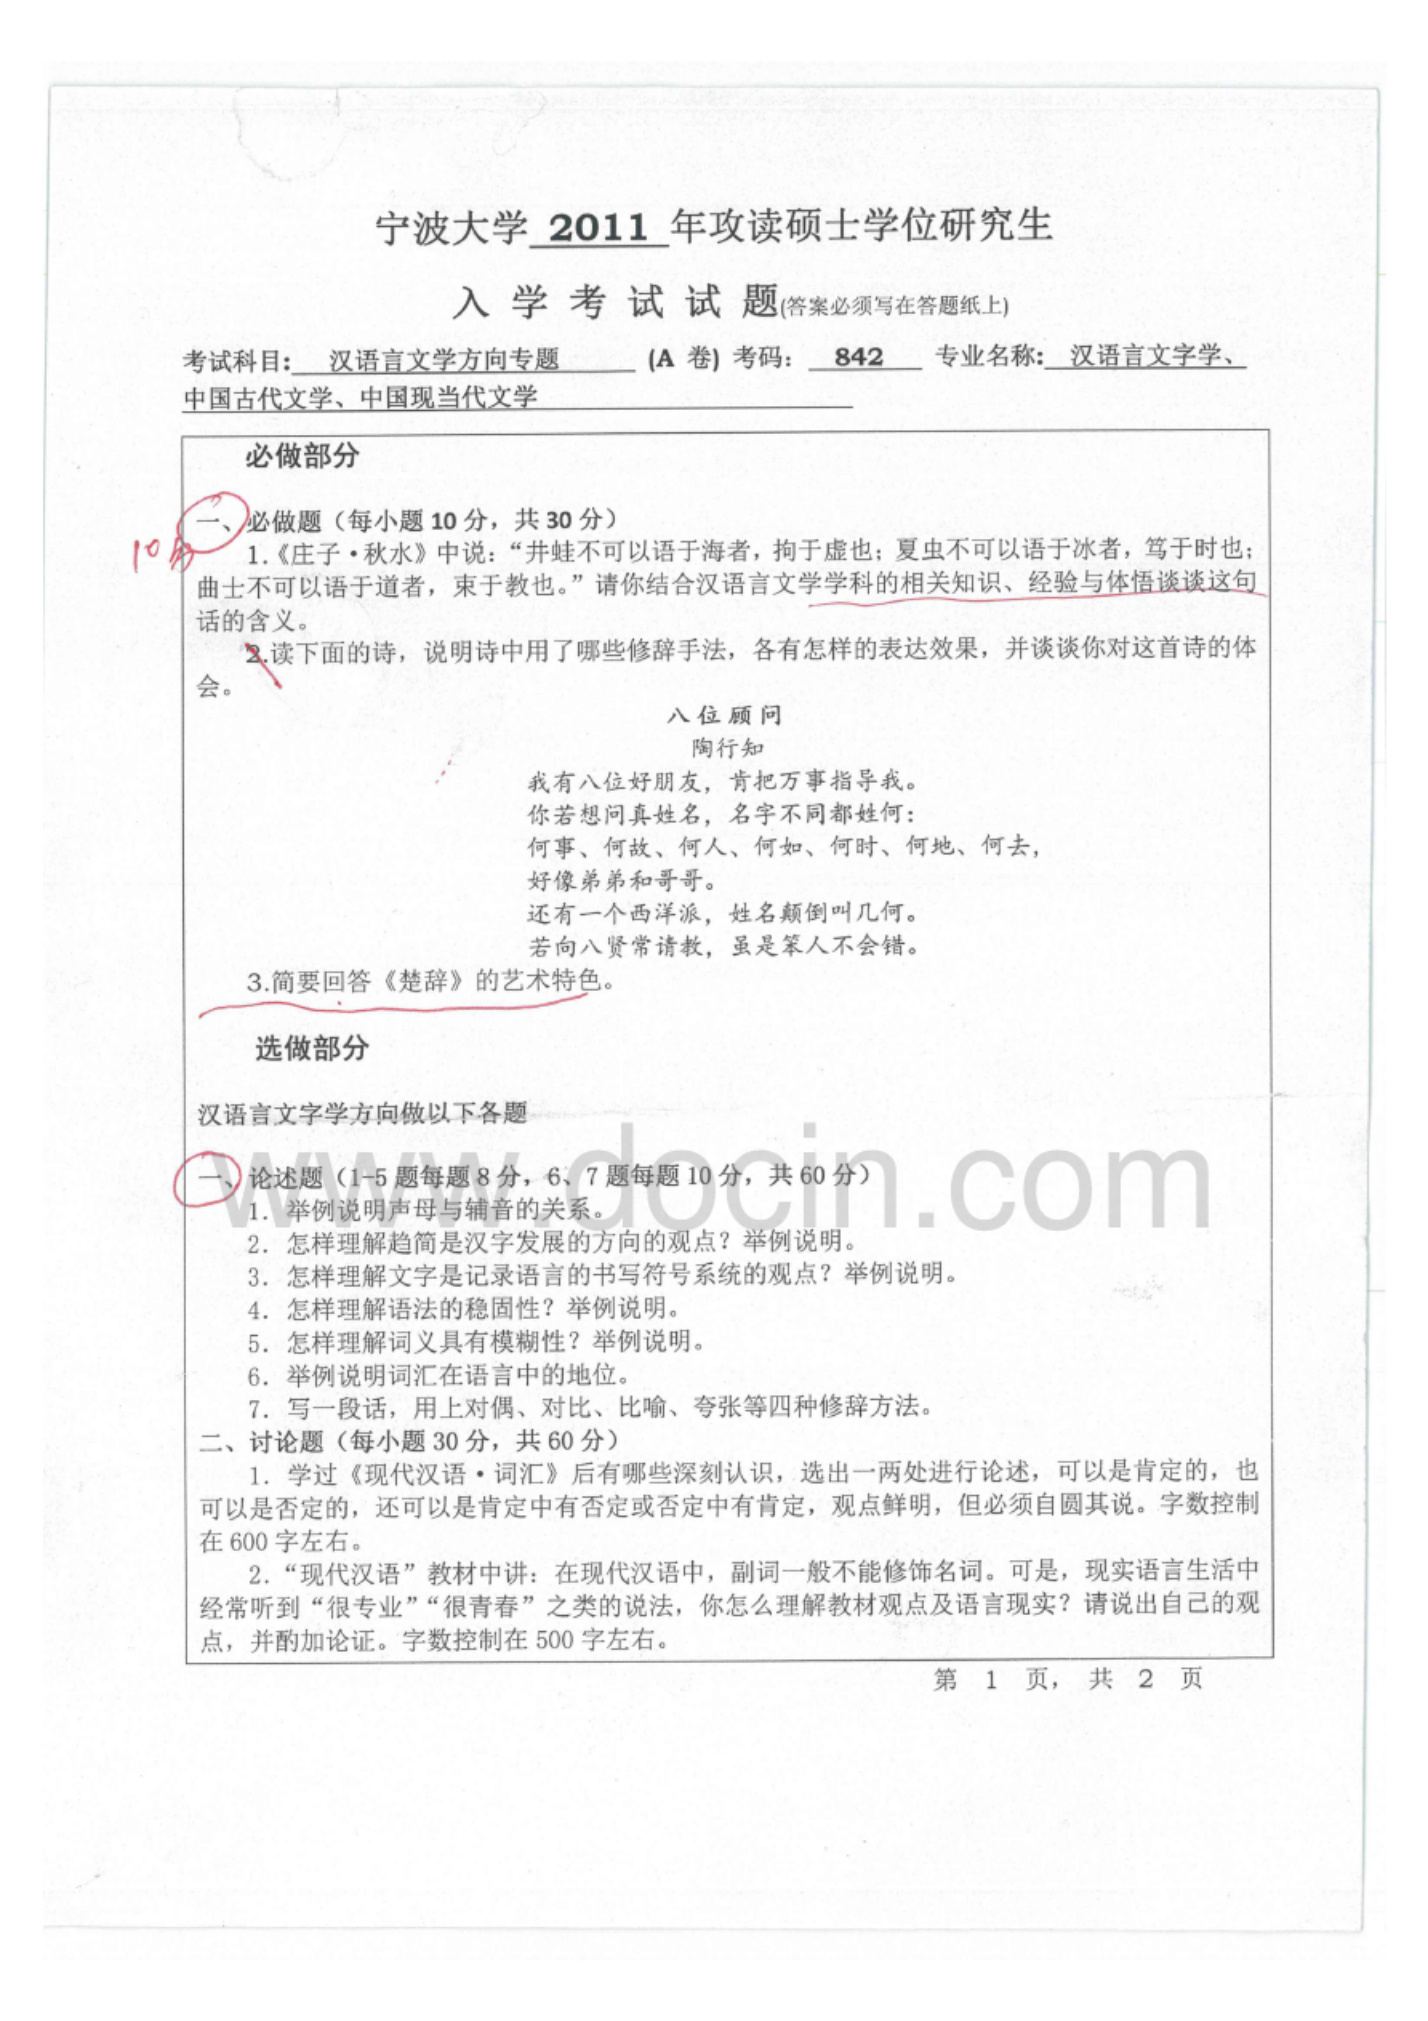 宁波大学 2011 年攻读硕士学位研究生
入 学 考 试 试 题(答案必须写在答题纸上)
考试科目: 汉语言文学方向专题 (A 卷) 考码: 842 专业名称: 汉语言文字学、
中国古代文学、中国现当代文学
必做部分
一、必做题（每小题 10 分，共 30 分）
10分
1.《庄子·秋水》中说：“井蛙不可以语于海者，拘于虚也；夏虫不可以语于冰者，笃于时也；
曲士不可以语于道者，束于教也。”请你结合汉语言文学学科的相关知识、经验与体悟谈谈这句
话的含义。
2.读下面的诗，说明诗中用了哪些修辞手法，各有怎样的表达效果，并谈谈你对这首诗的体
会。
八 位 顾 问
陶行知
我有八位好朋友，肯把万事指导我。
你若想问真姓名，名字不同都姓何：
何事、何故、何人、何如、何时、何地、何去，
好像弟弟和哥哥。
还有一个西洋派，姓名颠倒叫几何。
若向八贤常请教，虽是笨人不会错。
3.简要回答《楚辞》的艺术特色。
选做部分
汉语言文字学方向做以下各题
www.docin.com
一、论述题（1-5 题每题 8 分，6、7 题每题 10 分，共 60 分）
1．举例说明声母与辅音的关系。
2．怎样理解趋简是汉字发展的方向的观点？举例说明。
3．怎样理解文字是记录语言的书写符号系统的观点？举例说明。
4．怎样理解语法的稳固性？举例说明。
5．怎样理解词义具有模糊性？举例说明。
6．举例说明词汇在语言中的地位。
7．写一段话，用上对偶、对比、比喻、夸张等四种修辞方法。
二、讨论题（每小题 30 分，共 60 分）
1．学过《现代汉语·词汇》后有哪些深刻认识，选出一两处进行论述，可以是肯定的，也
可以是否定的，还可以是肯定中有否定或否定中有肯定，观点鲜明，但必须自圆其说。字数控制
在 600 字左右。
2．“现代汉语”教材中讲：在现代汉语中，副词一般不能修饰名词。可是，现实语言生活中
经常听到“很专业”“很青春”之类的说法，你怎么理解教材观点及语言现实？请说出自己的观
点，并酌加论证。字数控制在 500 字左右。
第 1 页， 共 2 页